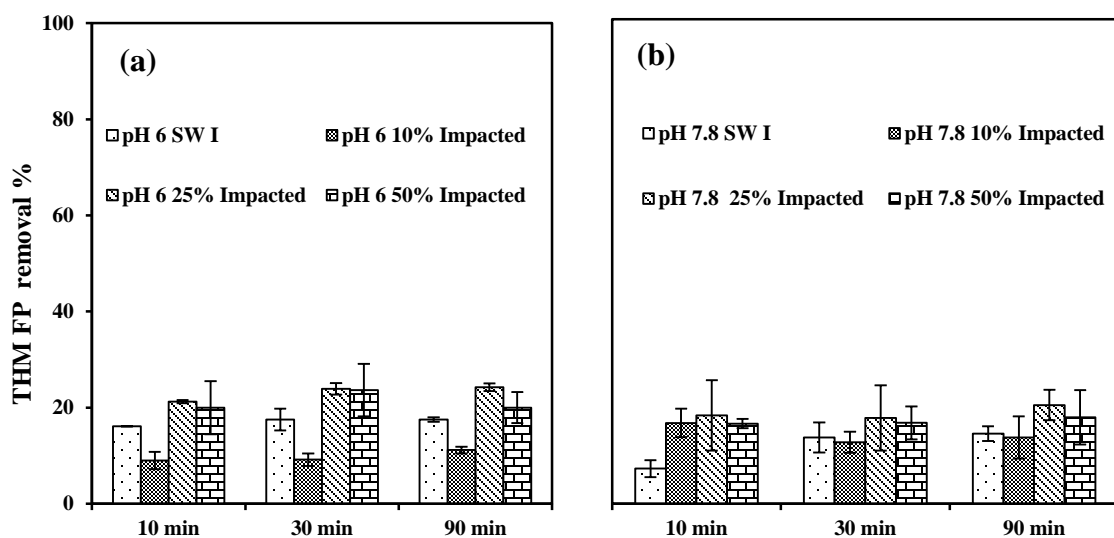 THM FP removal %
100
80
60
40
20
0
(a)
pH 6 SW I
pH 6 10% Impacted
pH 6 25% Impacted
pH 6 50% Impacted
10 min
30 min
90 min
(b)
pH 7.8 SW I
pH 7.8 10% Impacted
pH 7.8 25% Impacted
pH 7.8 50% Impacted
10 min
30 min
90 min